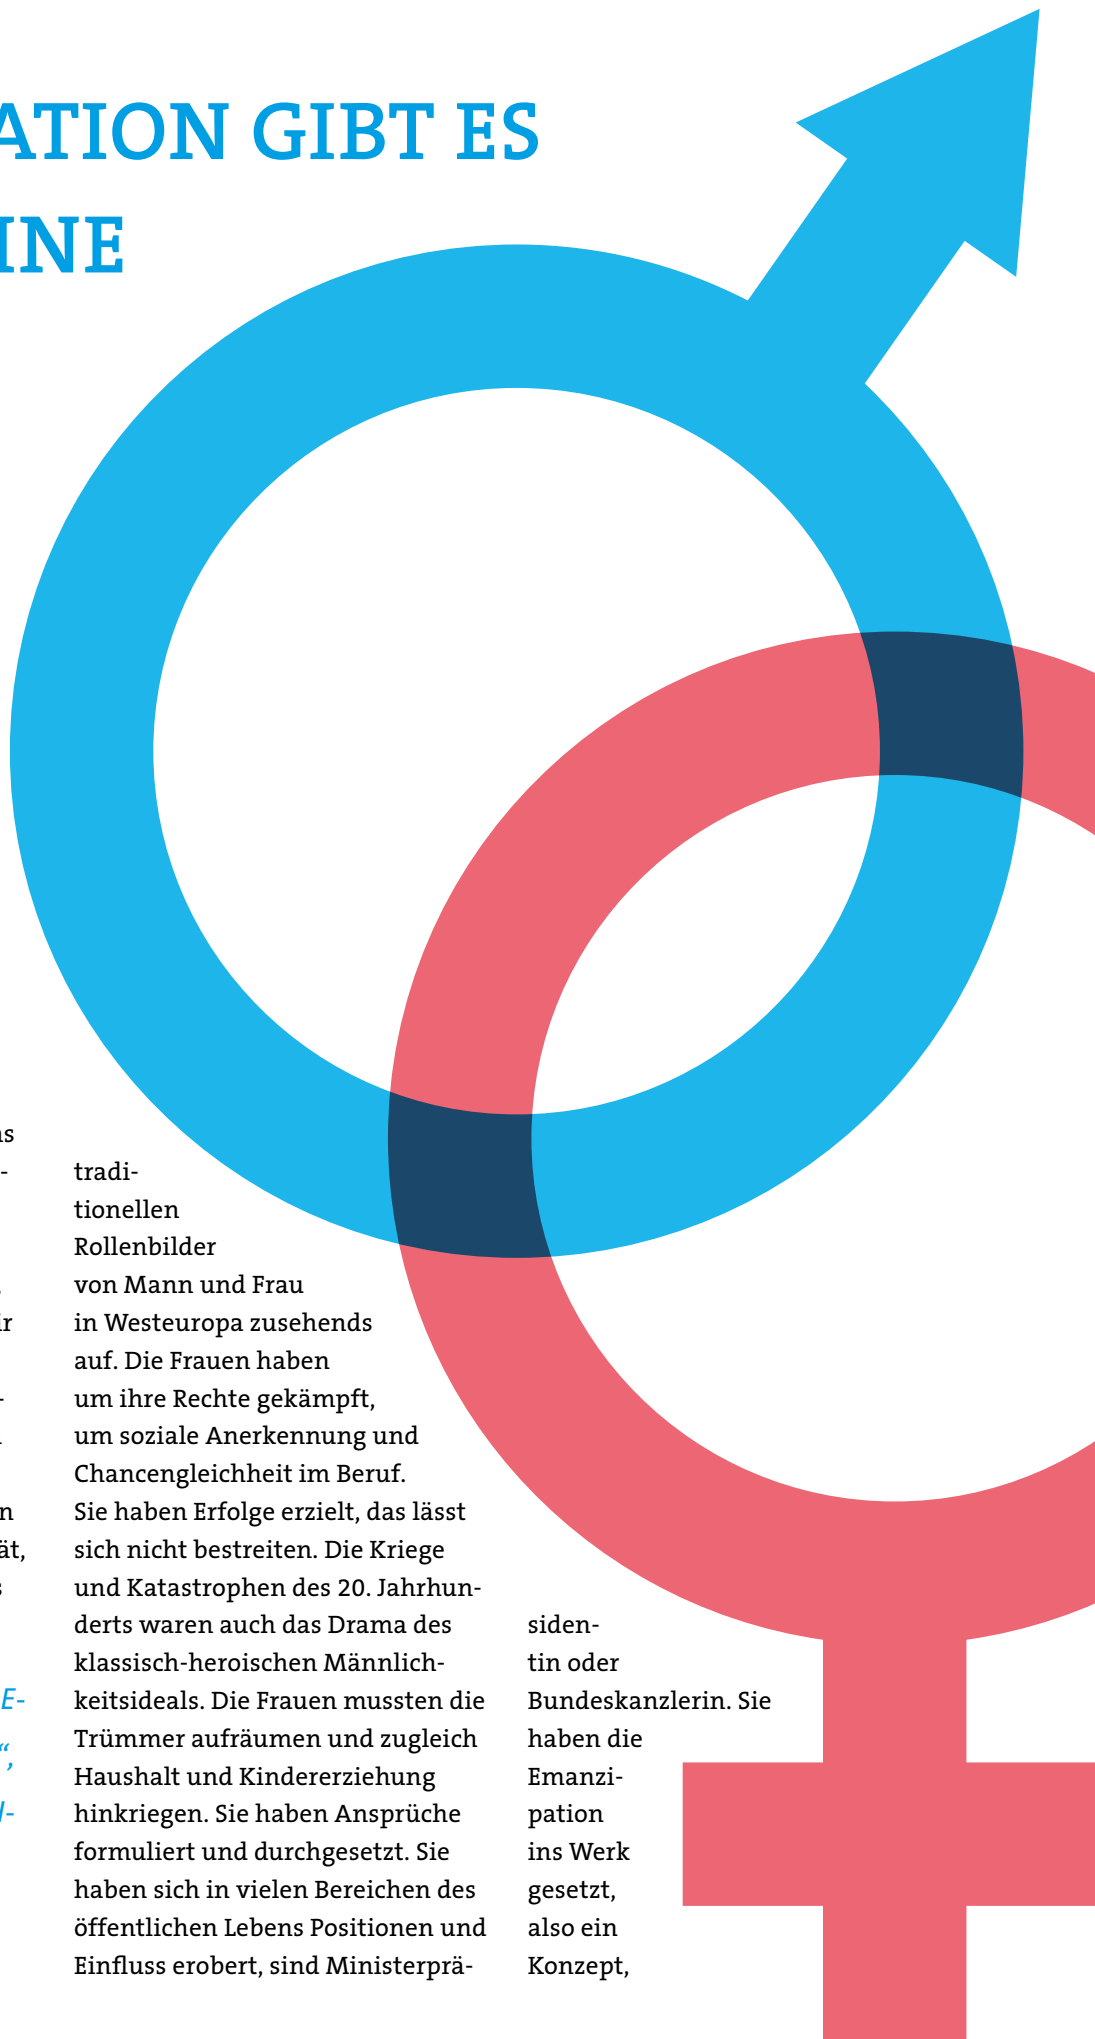 ATION GIBT ES
INE
ns
-
ir
-
n
ät,
s
E-
“,
-
tradi-
tionellen
Rollenbilder
von Mann und Frau
in Westeuropa zusehends
auf. Die Frauen haben
um ihre Rechte gekämpft,
um soziale Anerkennung und
Chancengleichheit im Beruf.
Sie haben Erfolge erzielt, das lässt
sich nicht bestreiten. Die Kriege
und Katastrophen des 20. Jahrhun-
derts waren auch das Drama des
klassisch-heroischen Männlich-
keitsideals. Die Frauen mussten die
Trümmer aufräumen und zugleich
Haushalt und Kindererziehung
hinkriegen. Sie haben Ansprüche
formuliert und durchgesetzt. Sie
haben sich in vielen Bereichen des
öffentlichen Lebens Positionen und
Einfluss erobert, sind Ministerprä-
siden-
tin oder
Bundeskanzlerin. Sie
haben die
Emanzi-
pation
ins Werk
gesetzt,
also ein
Konzept,